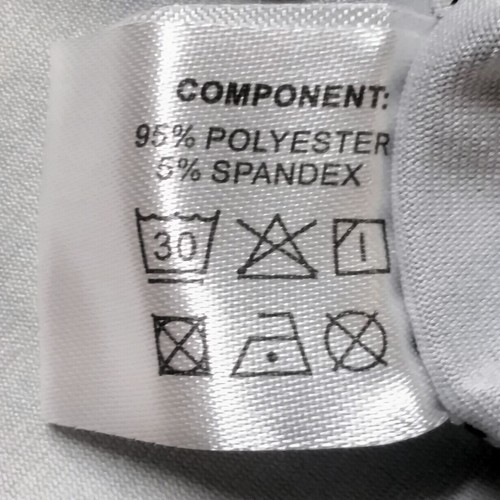 COMPONENT:
95% POLYESTER
5% SPANDEX
30